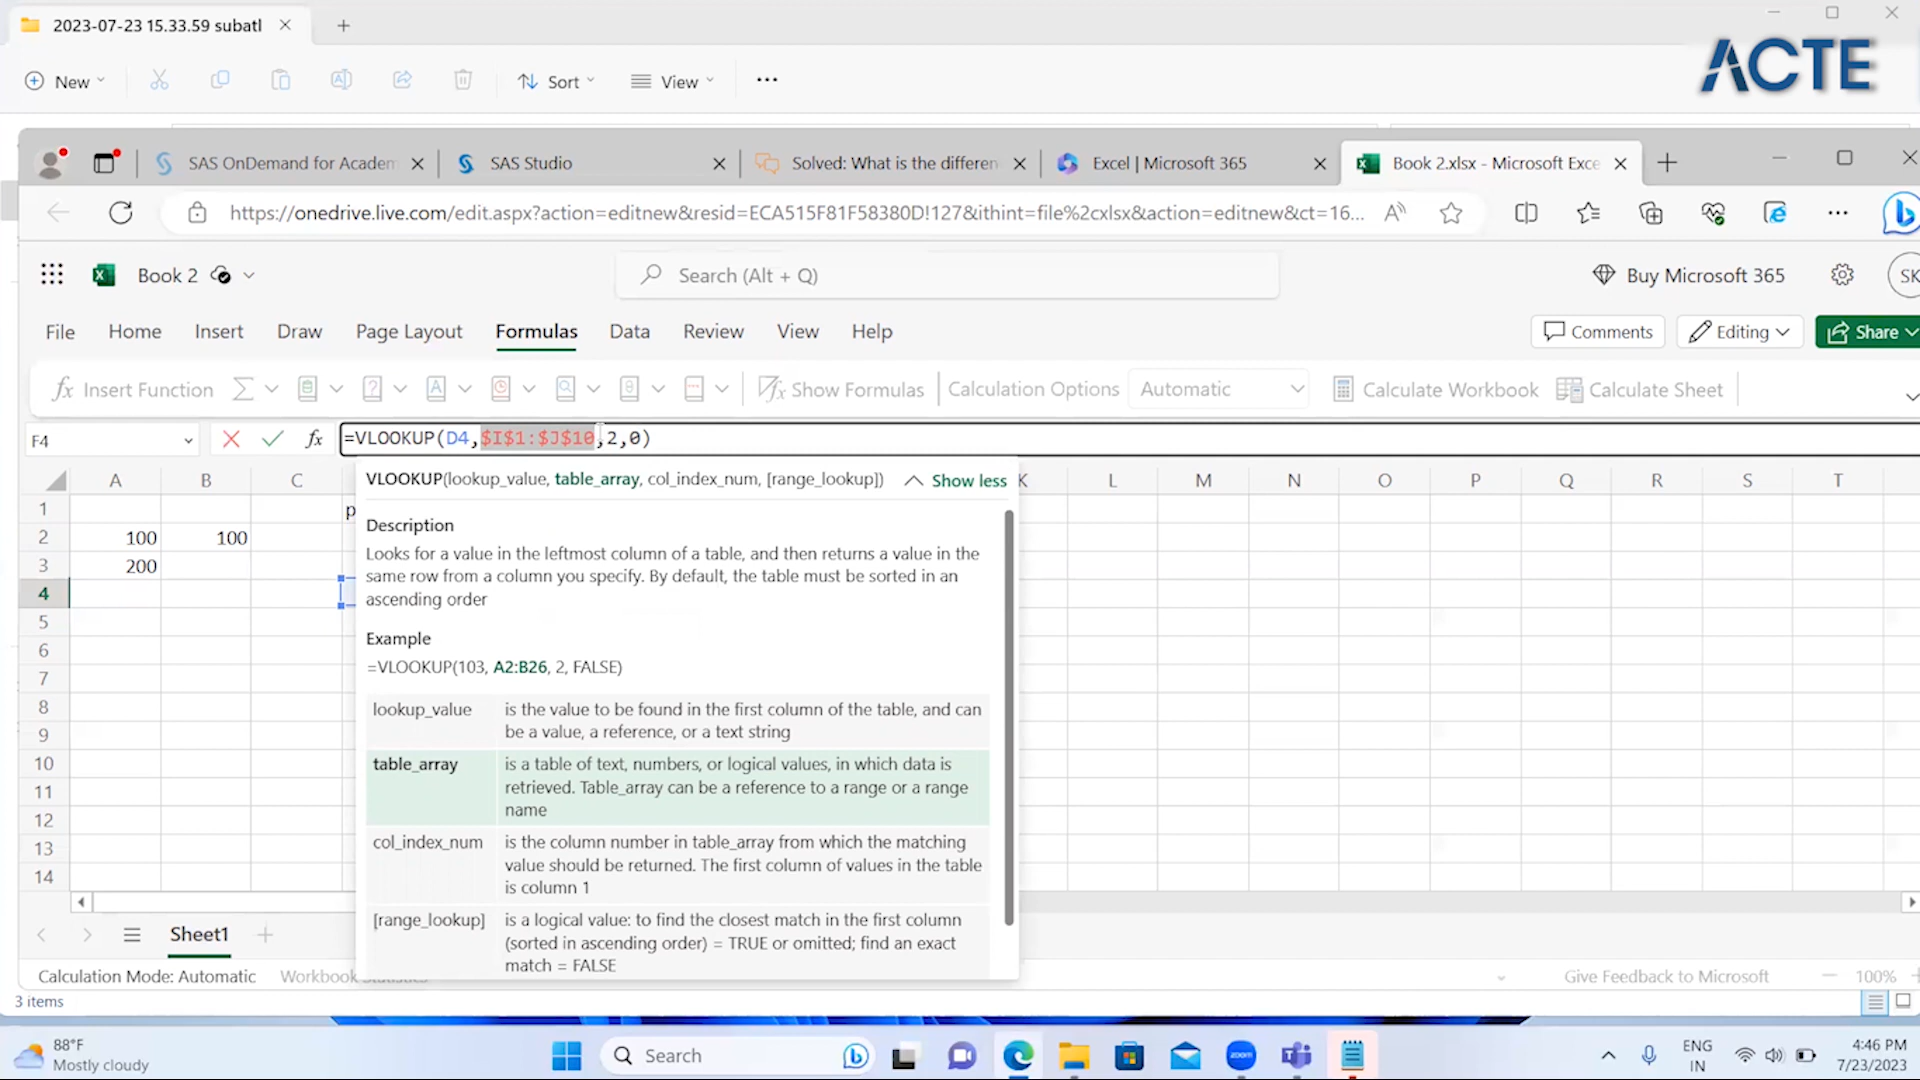 2023-07-23 15.33.59 subatl
ACTE
New
Sort
View
SAS OnDemand for Academ
SAS Studio
Solved: What is the differen
Excel | Microsoft 365
Book 2.xlsx - Microsoft Exce
https://onedrive.live.com/edit.aspx?action=editnew&resid=ECA515F81F58380D!127&ithint=file%2cxlsx&action=editnew&ct=16...
Book 2
Search (Alt + Q)
Buy Microsoft 365
SK
File
Home
Insert
Draw
Page Layout
Formulas
Data
Review
View
Help
Comments
Editing
Share
fx Insert Function
Show Formulas
Calculation Options
Automatic
Calculate Workbook
Calculate Sheet
F4
fx
=VLOOKUP(D4,$I$1:$J$10,2,0)
VLOOKUP(lookup_value, table_array, col_index_num, [range_lookup])
Show less
A B C K L M N O P Q R S T
1 p
2 100 100
3 200
4
5
6
7
8
9
10
11
12
13
14
Description
Looks for a value in the leftmost column of a table, and then returns a value in the
same row from a column you specify. By default, the table must be sorted in an
ascending order
Example
=VLOOKUP(103, A2:B26, 2, FALSE)
lookup_value
is the value to be found in the first column of the table, and can
be a value, a reference, or a text string
table_array
is a table of text, numbers, or logical values, in which data is
retrieved. Table_array can be a reference to a range or a range
name
col_index_num
is the column number in table_array from which the matching
value should be returned. The first column of values in the table
is column 1
[range_lookup]
is a logical value: to find the closest match in the first column
(sorted in ascending order) = TRUE or omitted; find an exact
match = FALSE
Sheet1
Calculation Mode: Automatic
Workbook Statistics
Give Feedback to Microsoft
100%
3 items
88°F
Mostly cloudy
Search
zoom
ENG
IN
4:46 PM
7/23/2023